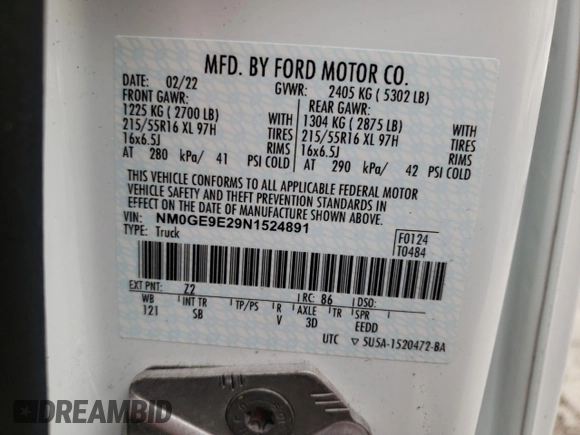 MFD. BY FORD MOTOR CO.
DATE: 02/22 GVWR: 2405 KG ( 5302 LB)
FRONT GAWR: REAR GAWR:
1225 KG ( 2700 LB) WITH 1304 KG ( 2875 LB) WITH
215/55R16 XL 97H TIRES 215/55R16 XL 97H TIRES
16x6.5J RIMS 16x6.5J RIMS
AT 280 kPa/ 41 PSI COLD AT 290 kPa/ 42 PSI COLD
THIS VEHICLE CONFORMS TO ALL APPLICABLE FEDERAL MOTOR
VEHICLE SAFETY AND THEFT PREVENTION STANDARDS IN
EFFECT ON THE DATE OF MANUFACTURE SHOWN ABOVE.
VIN: NM0GE9E29N1524891 F0124
TYPE: Truck T0484
EXT PNT: Z2 RC: 86 DSO:
WB INT TR TP/PS R AXLE TR SPR
121 SB V 3D EEDD
UTC 5U5A-1520472-BA
DREAMBID